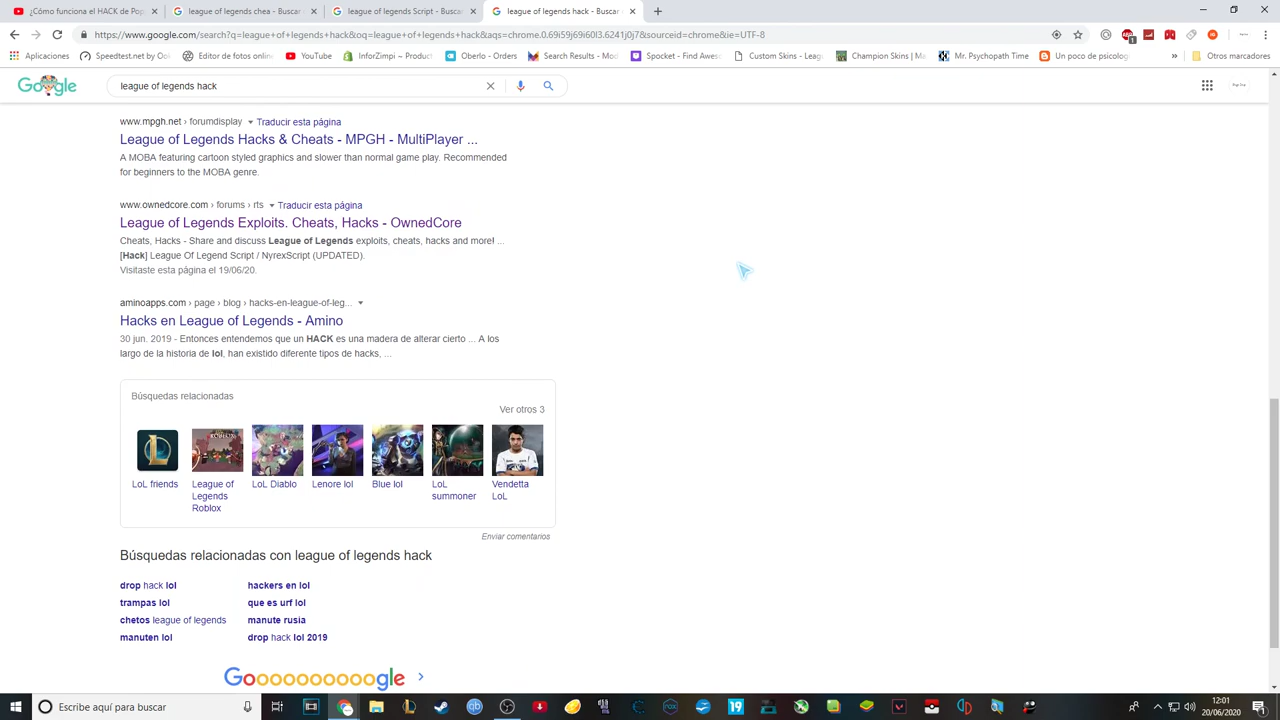 ¿Cómo funciona el HACK de Pop
league of legends chea - Buscar
league of legends Script - Buscar
league of legends hack - Buscar
https://www.google.com/search?q=league+of+legends+hack&oq=league+of+legends+hack&aqs=chrome.0.69i59j69i60l3.6241j0j7&sourceid=chrome&ie=UTF-8
Aplicaciones
Speedtest.net by Ook
Editor de fotos online
YouTube
InforZimpi ~ Product
Oberlo - Orders
Search Results - Mod
Spocket - Find Awes
Custom Skins - Leag
Champion Skins | Ma
Mr. Psychopath Time
Un poco de psicolog
»
Otros marcadores
Google
league of legends hack
www.mpgh.net › forumdisplay
Traducir esta página
League of Legends Hacks & Cheats - MPGH - MultiPlayer ...
A MOBA featuring cartoon styled graphics and slower than normal game play. Recommended
for beginners to the MOBA genre.
www.ownedcore.com › forums › rts
Traducir esta página
League of Legends Exploits. Cheats, Hacks - OwnedCore
Cheats, Hacks - Share and discuss League of Legends exploits, cheats, hacks and more! ...
[Hack] League Of Legend Script / NyrexScript (UPDATED).
Visitaste esta página el 19/06/20.
aminoapps.com › page › blog › hacks-en-league-of-leg...
Hacks en League of Legends - Amino
30 jun. 2019 - Entonces entendemos que un HACK es una madera de alterar cierto ... A los
largo de la historia de lol, han existido diferente tipos de hacks, ...
Búsquedas relacionadas
Ver otros 3
LoL friends
League of
Legends
Roblox
LoL Diablo
Lenore lol
Blue lol
LoL
summoner
Vendetta
LoL
Enviar comentarios
Búsquedas relacionadas con league of legends hack
drop hack lol
hackers en lol
trampas lol
que es urf lol
chetos league of legends
manute rusia
manuten lol
drop hack lol 2019
Goooooooooogle
Escribe aquí para buscar
12:01
20/06/2020